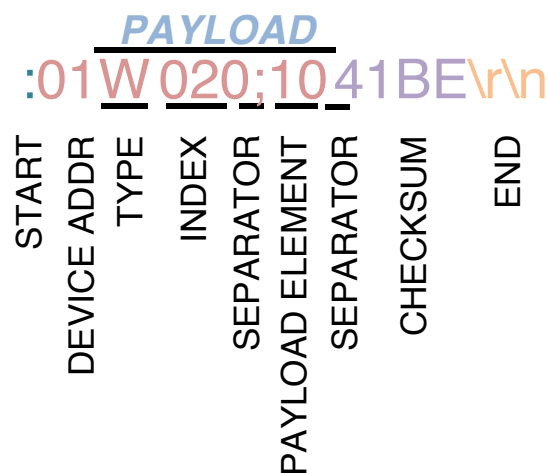 PAYLOAD
:01W020;1041BE\r\n
START
DEVICE ADDR
TYPE
INDEX
SEPARATOR
PAYLOAD ELEMENT
SEPARATOR
CHECKSUM
END